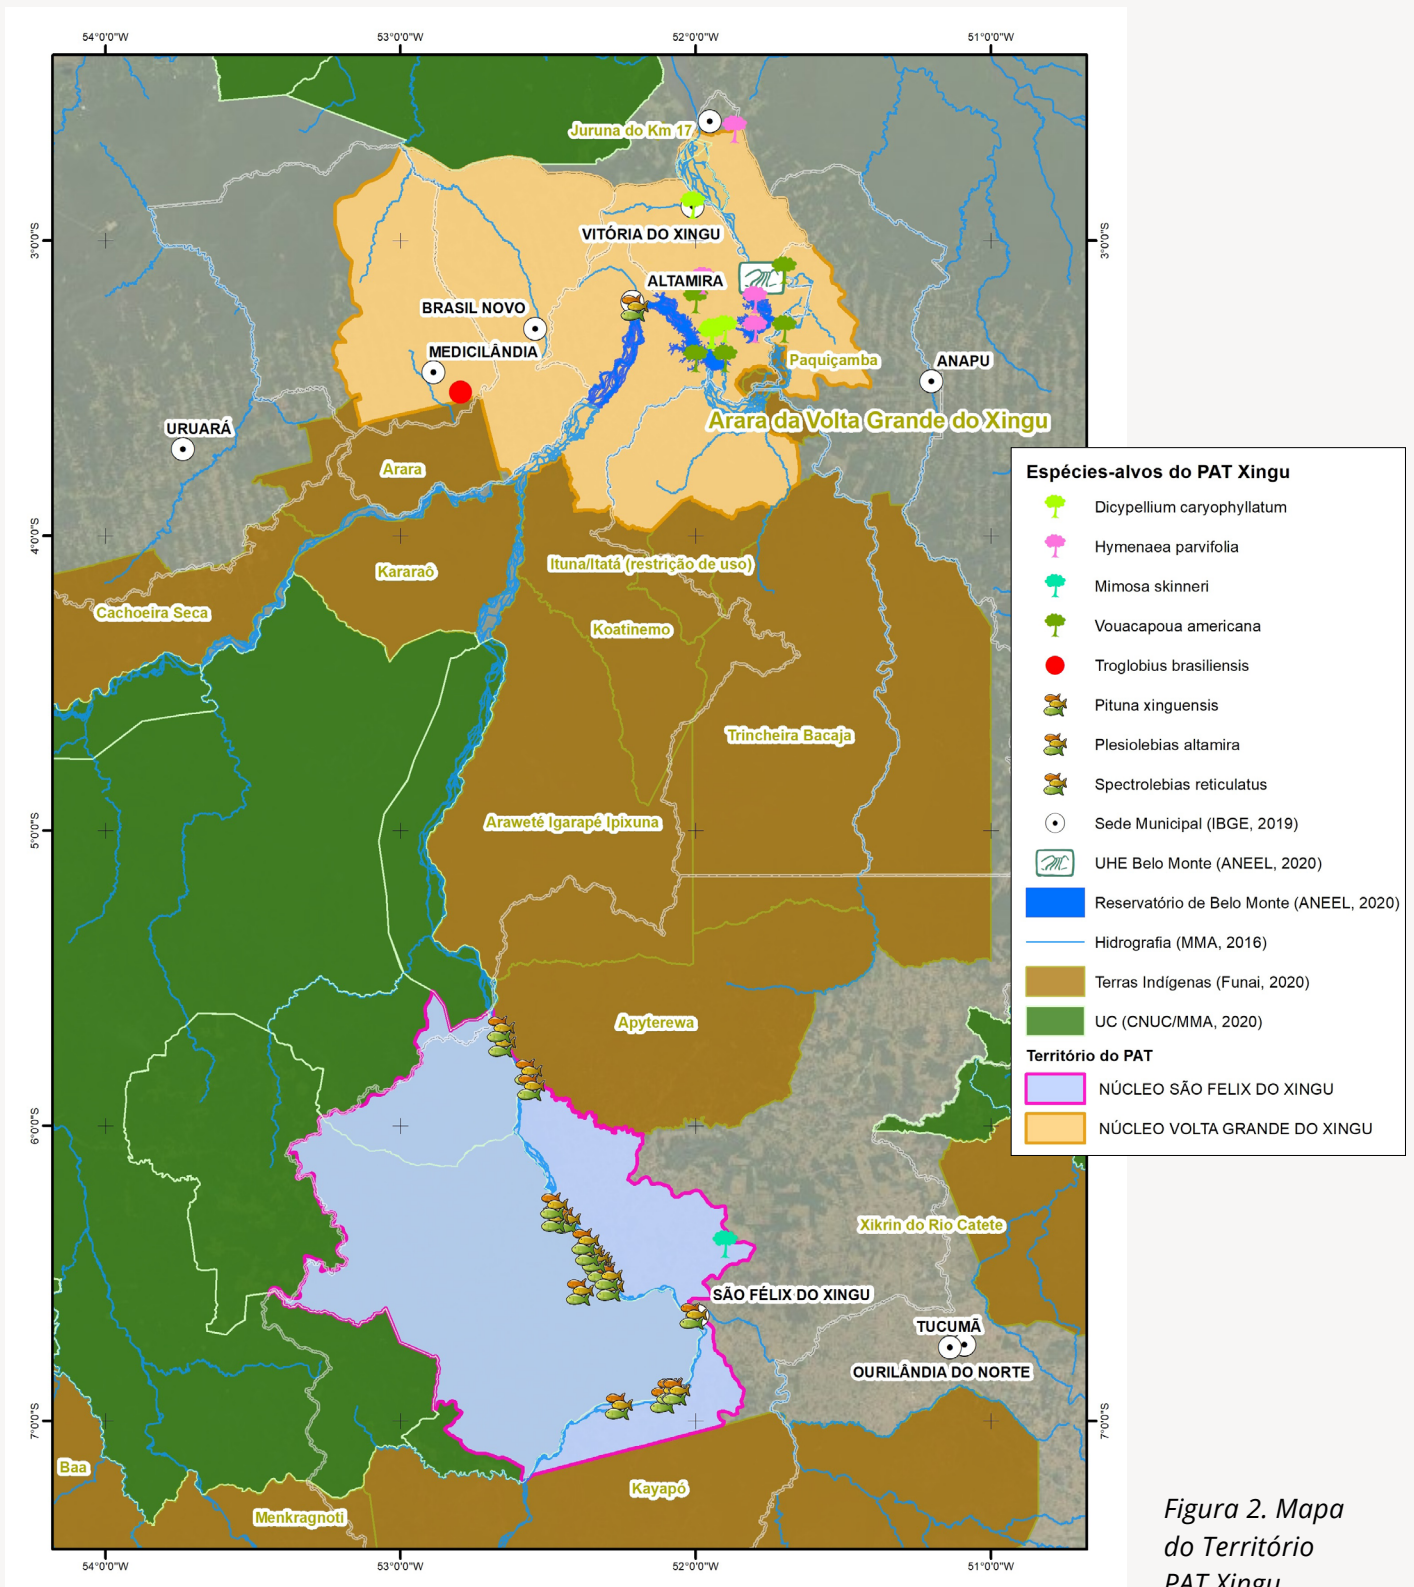 54°0'0"W
53°0'0"W
52°0'0"W
51°0'0"W
Juruna do Km 17
3°0'0"S
3°0'0"S
VITÓRIA DO XINGU
ALTAMIRA
BRASIL NOVO
MEDICILÂNDIA
Paquiçamba
ANAPU
Arara da Volta Grande do Xingu
URUARÁ
Arara
4°0'0"S
Ituna/Itatá (restrição de uso)
Kararaô
Cachoeira Seca
Koatinemo
Trincheira Bacaja
Araweté Igarapé Ipixuna
5°0'0"S
Apyterewa
6°0'0"S
Xikrin do Rio Catete
SÃO FÉLIX DO XINGU
TUCUMÃ
OURILÂNDIA DO NORTE
7°0'0"S
7°0'0"S
Baa
Kayapó
Menkragnoti
54°0'0"W
53°0'0"W
52°0'0"W
51°0'0"W
Espécies-alvos do PAT Xingu
Dicypellium caryophyllatum
Hymenaea parvifolia
Mimosa skinneri
Vouacapoua americana
Troglobius brasiliensis
Pituna xinguensis
Plesiolebias altamira
Spectrolebias reticulatus
Sede Municipal (IBGE, 2019)
UHE Belo Monte (ANEEL, 2020)
Reservatório de Belo Monte (ANEEL, 2020)
Hidrografia (MMA, 2016)
Terras Indígenas (Funai, 2020)
UC (CNUC/MMA, 2020)
Território do PAT
NÚCLEO SÃO FELIX DO XINGU
NÚCLEO VOLTA GRANDE DO XINGU
Figura 2. Mapa
do Território
PAT Xingu